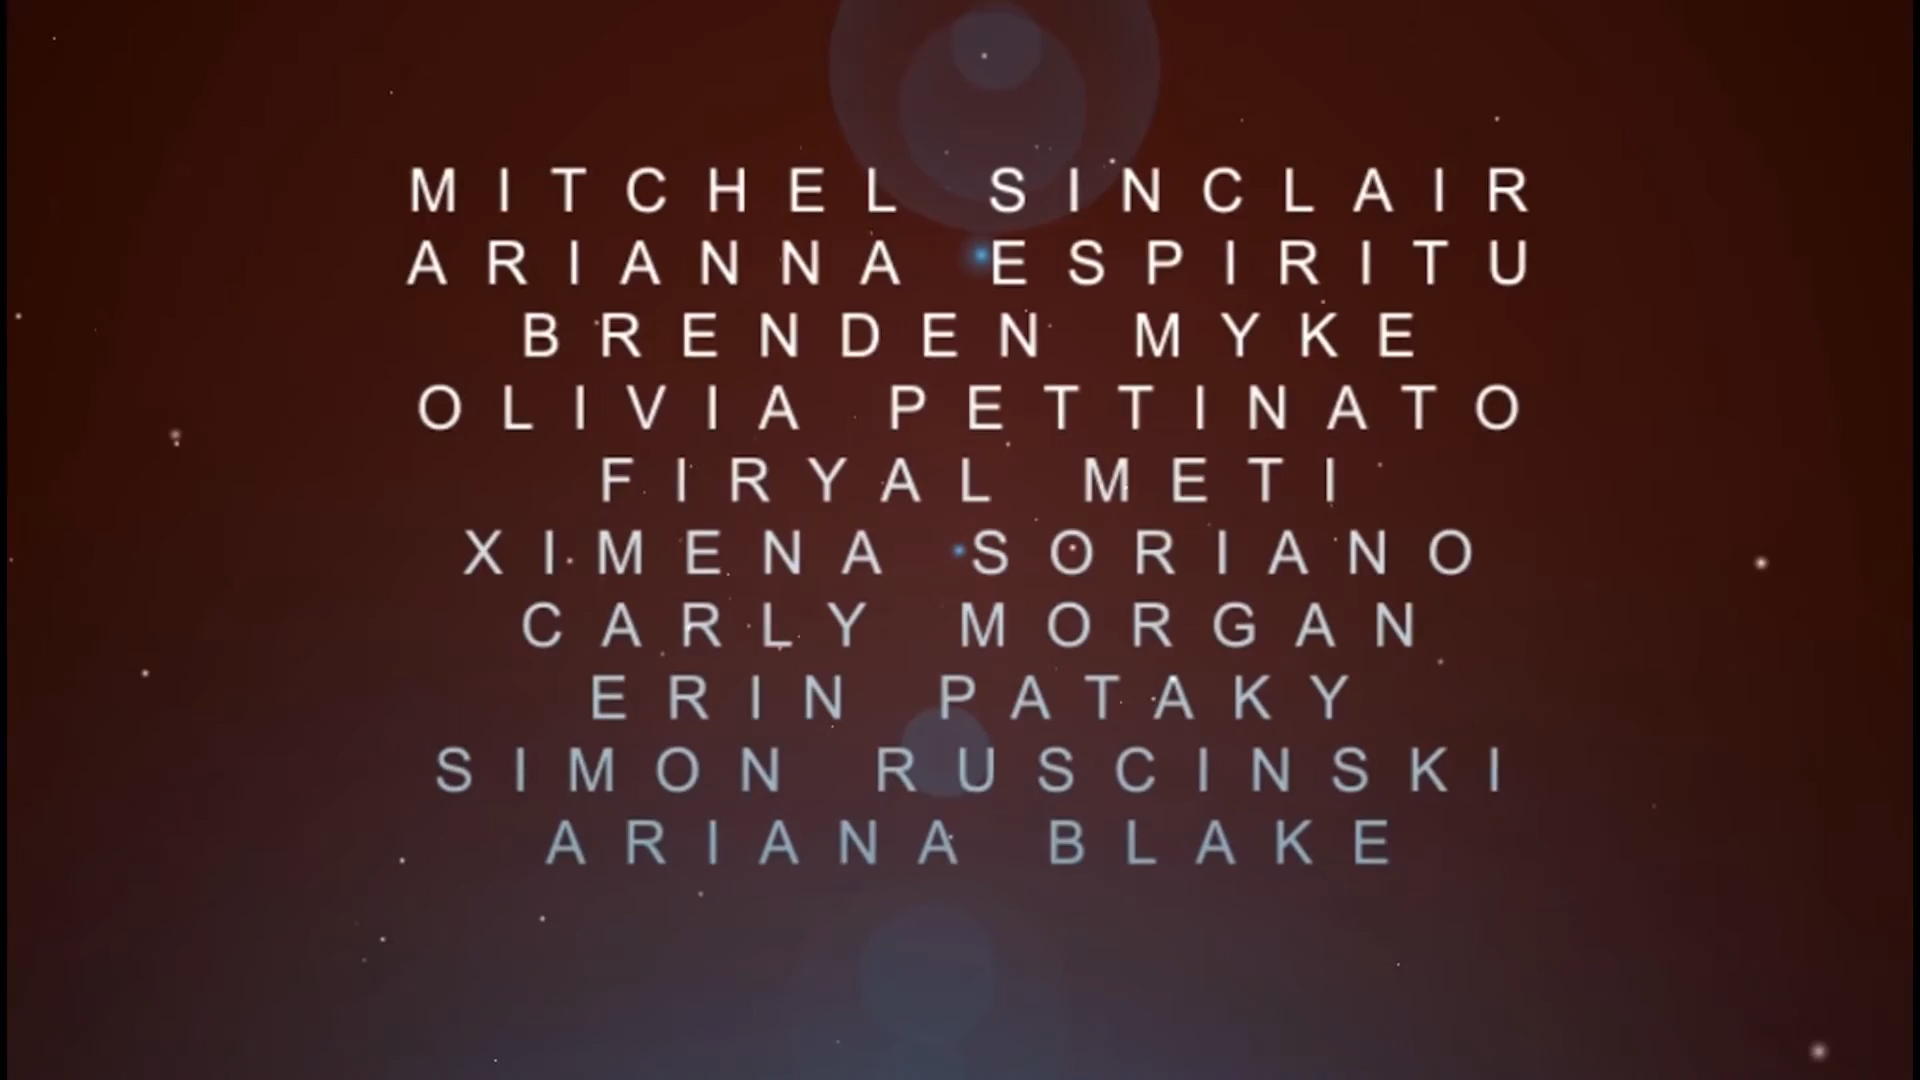 MITCHEL SINCLAIR
ARIANNA ESPIRITU
BRENDEN MYKE
OLIVIA PETTINATO
FIRYAL METI
XIMENA SORIANO
CARLY MORGAN
ERIN PATAKY
SIMON RUSCINSKI
ARIANA BLAKE